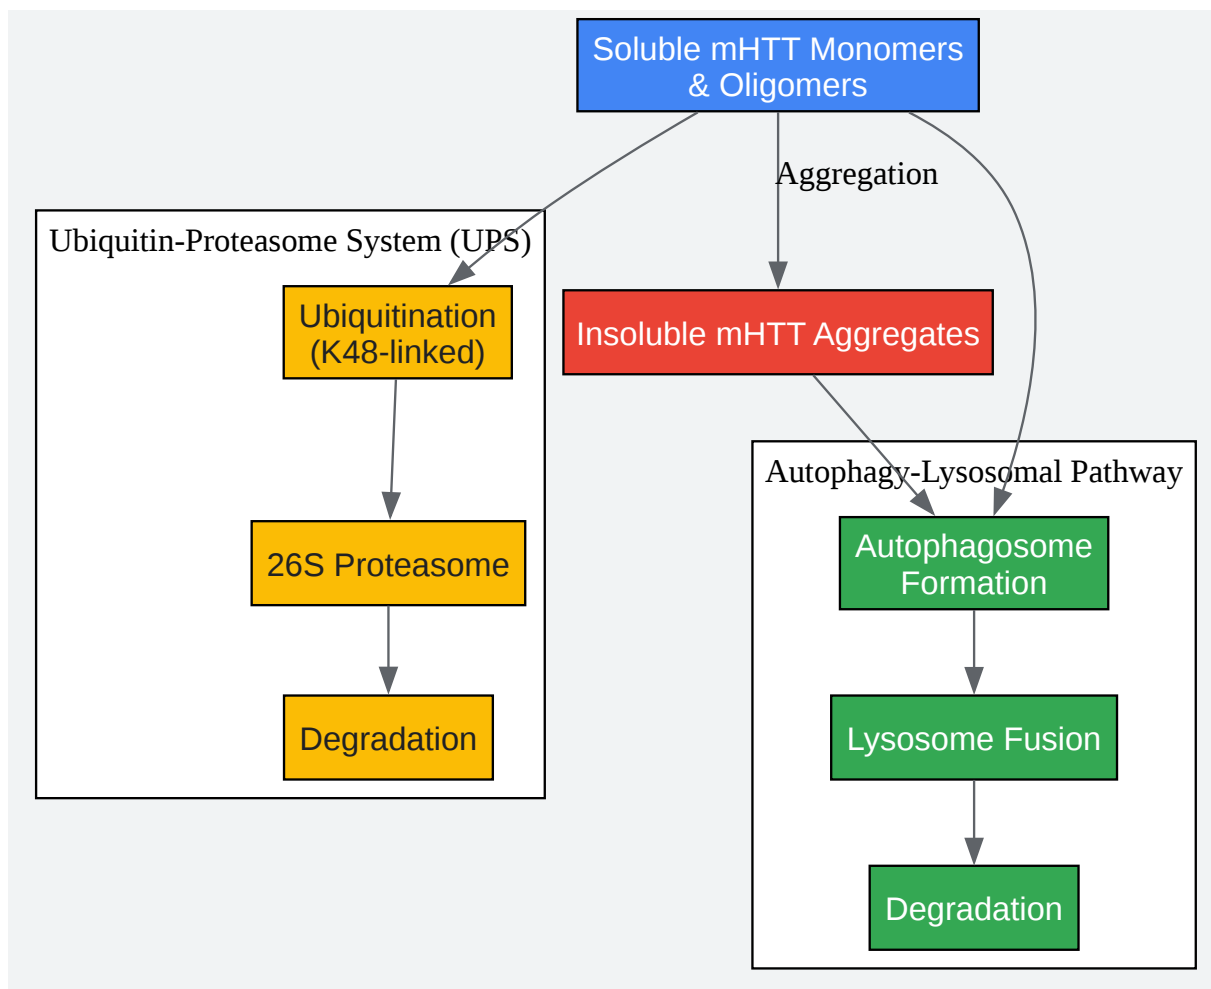 Soluble mHTT Monomers
& Oligomers
Aggregation
Ubiquitin-Proteasome System (UPS)
Ubiquitination
(K48-linked)
Insoluble mHTT Aggregates
Autophagy-Lysosomal Pathway
26S Proteasome
Autophagosome
Formation
Degradation
Lysosome Fusion
Degradation